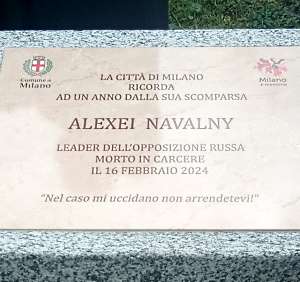 Comune di
Milano
Milano
è memoria
LA CITTÀ DI MILANO
RICORDA
AD UN ANNO DALLA SUA SCOMPARSA
ALEXEI NAVALNY
LEADER DELL'OPPOSIZIONE RUSSA
MORTO IN CARCERE
IL 16 FEBBRAIO 2024
"Nel caso mi uccidano non arrendetevi!"